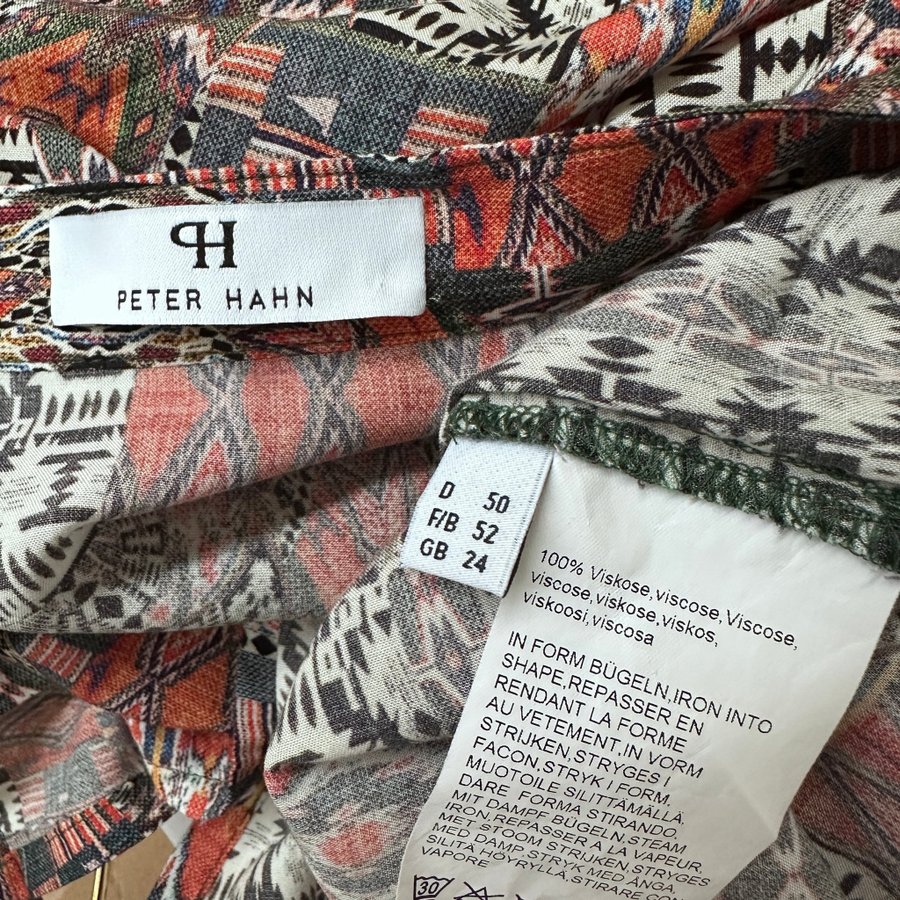 PH
PETER HAHN
D 50
F/B 52
GB 24
100% Viskose,viscose,Viscose,
viscose,viskose,viskos,
viskoosi,viscosa
IN FORM BÜGELN,IRON INTO
SHAPE,REPASSER EN
RENDANT LA FORME
AU VETEMENT,IN VORM
STRIJKEN,STRYGES I
FACON,STRYK I FORM,
MUOTOILE SILITTÄMÄLLÄ
DARE FORMA STIRANDO,
MIT DAMPF BÜGELN,STEAM
IRON,REPASSER A LA VAPEUR,
MET STOOM STRIJKEN,STRYGES
MED DAMP,STRYK MED ÅNGA,
SILITÄ HÖYRYLLÄ,STIRARE CON
VAPORE
30